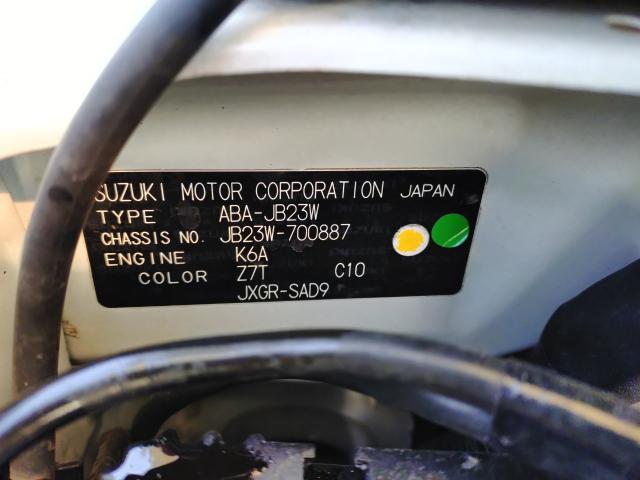 SUZUKI MOTOR CORPORATION JAPAN
TYPE ABA-JB23W
CHASSIS NO. JB23W-700887
ENGINE K6A
COLOR Z7T C10
JXGR-SAD9